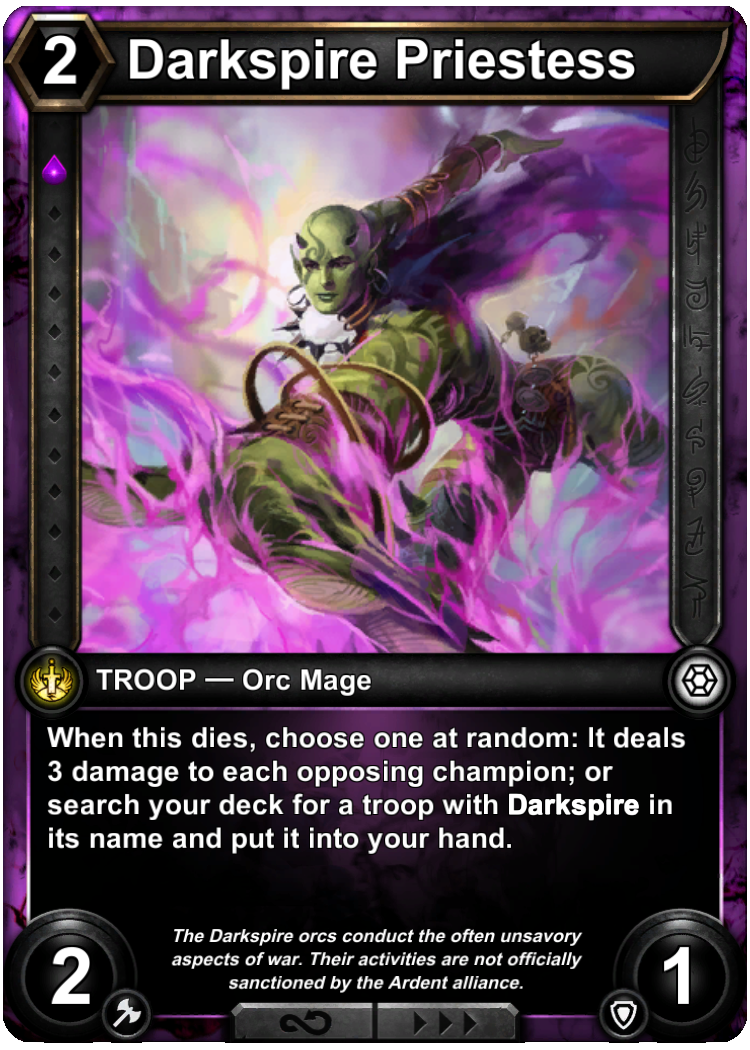 2 Darkspire Priestess
TROOP — Orc Mage
When this dies, choose one at random: It deals
3 damage to each opposing champion; or
search your deck for a troop with Darkspire in
its name and put it into your hand.
The Darkspire orcs conduct the often unsavory
aspects of war. Their activities are not officially
sanctioned by the Ardent alliance.
2
1